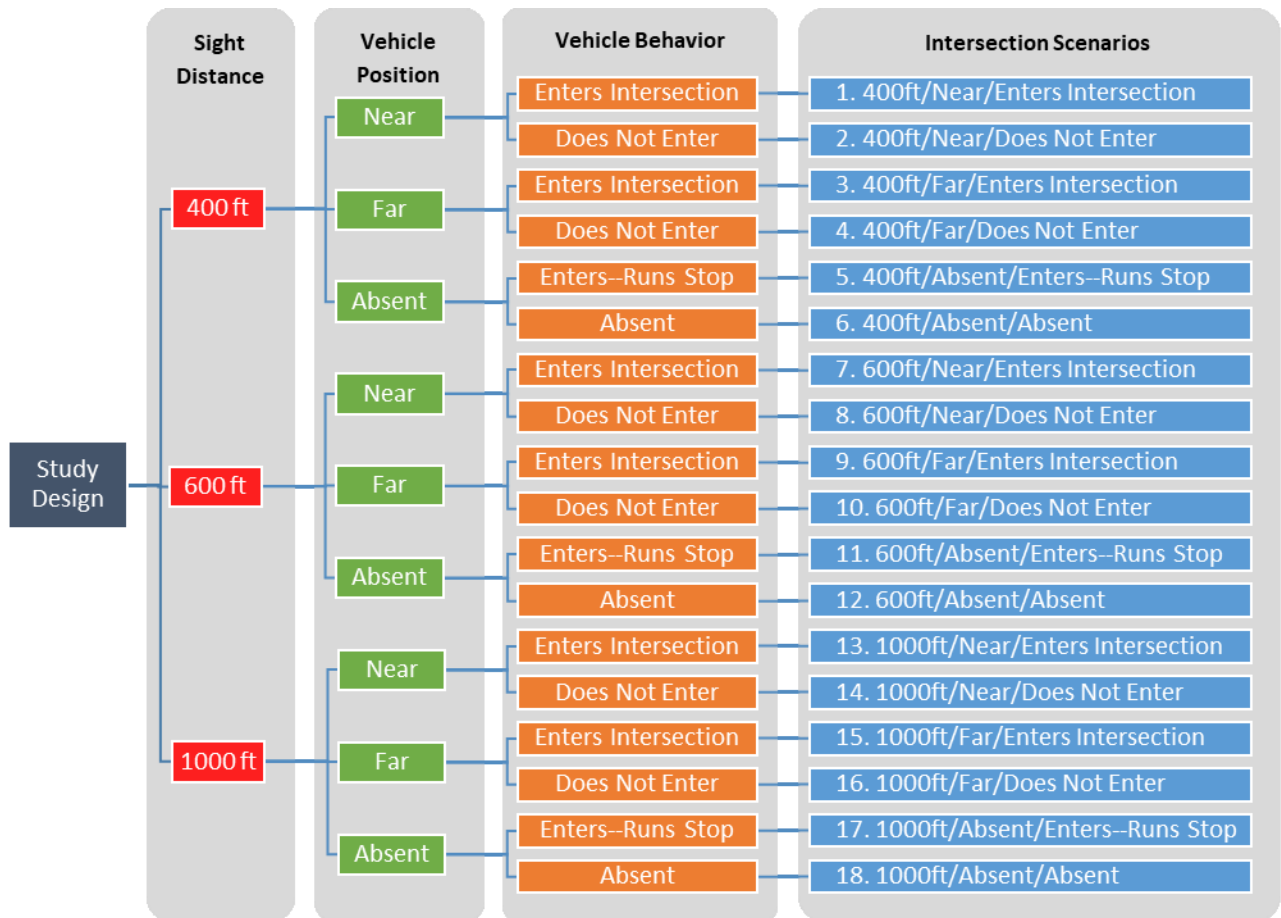 Sight
Distance
Vehicle
Position
Vehicle Behavior
Intersection Scenarios
Study
Design
400 ft
Near
Enters Intersection
1. 400ft/Near/Enters Intersection
Does Not Enter
2. 400ft/Near/Does Not Enter
Far
Enters Intersection
3. 400ft/Far/Enters Intersection
Does Not Enter
4. 400ft/Far/Does Not Enter
Absent
Enters--Runs Stop
5. 400ft/Absent/Enters--Runs Stop
Absent
6. 400ft/Absent/Absent
600 ft
Near
Enters Intersection
7. 600ft/Near/Enters Intersection
Does Not Enter
8. 600ft/Near/Does Not Enter
Far
Enters Intersection
9. 600ft/Far/Enters Intersection
Does Not Enter
10. 600ft/Far/Does Not Enter
Absent
Enters--Runs Stop
11. 600ft/Absent/Enters--Runs Stop
Absent
12. 600ft/Absent/Absent
1000 ft
Near
Enters Intersection
13. 1000ft/Near/Enters Intersection
Does Not Enter
14. 1000ft/Near/Does Not Enter
Far
Enters Intersection
15. 1000ft/Far/Enters Intersection
Does Not Enter
16. 1000ft/Far/Does Not Enter
Absent
Enters--Runs Stop
17. 1000ft/Absent/Enters--Runs Stop
Absent
18. 1000ft/Absent/Absent